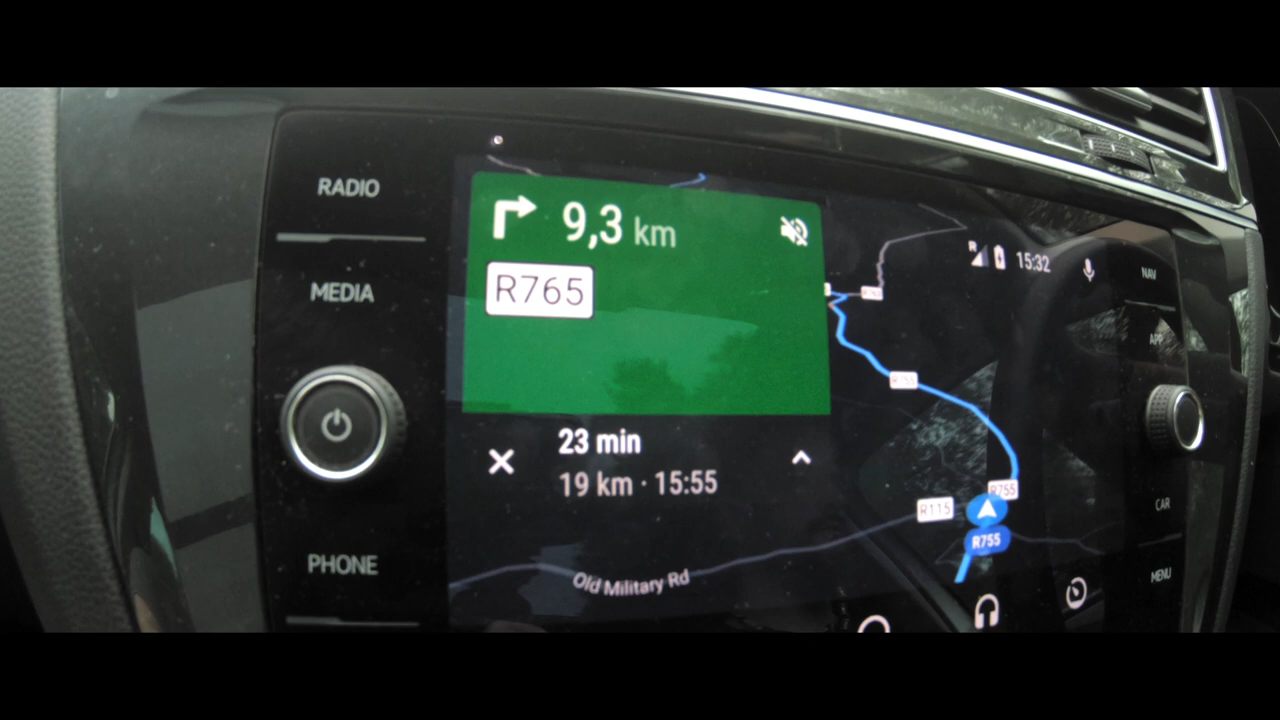 RADIO
MEDIA
PHONE
9,3 km
R765
23 min
19 km · 15:55
R
15:32
R755
R755
R115
R755
Old Military Rd
NAV
APP
CAR
MENU